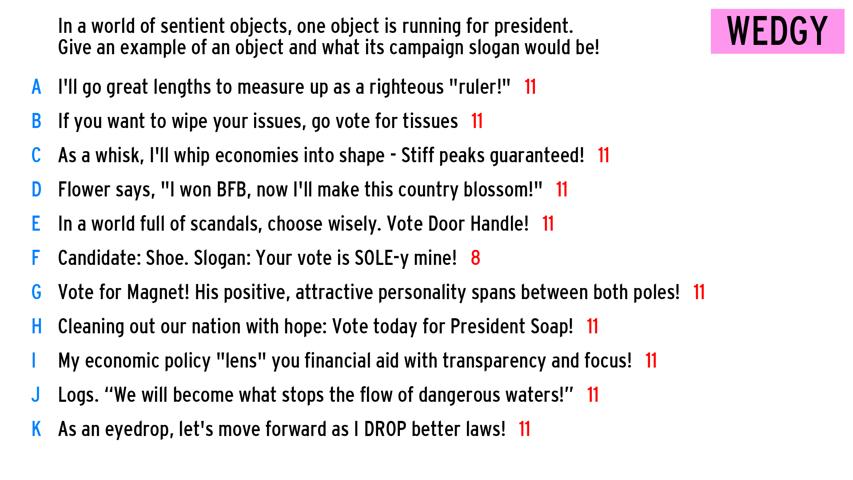 In a world of sentient objects, one object is running for president.
Give an example of an object and what its campaign slogan would be!
WEDGY
A I'll go great lengths to measure up as a righteous "ruler!" 11
B If you want to wipe your issues, go vote for tissues 11
C As a whisk, I'll whip economies into shape - Stiff peaks guaranteed! 11
D Flower says, "I won BFB, now I'll make this country blossom!" 11
E In a world full of scandals, choose wisely. Vote Door Handle! 11
F Candidate: Shoe. Slogan: Your vote is SOLE-y mine! 8
G Vote for Magnet! His positive, attractive personality spans between both poles! 11
H Cleaning out our nation with hope: Vote today for President Soap! 11
I My economic policy "lens" you financial aid with transparency and focus! 11
J Logs. “We will become what stops the flow of dangerous waters!” 11
K As an eyedrop, let's move forward as I DROP better laws! 11